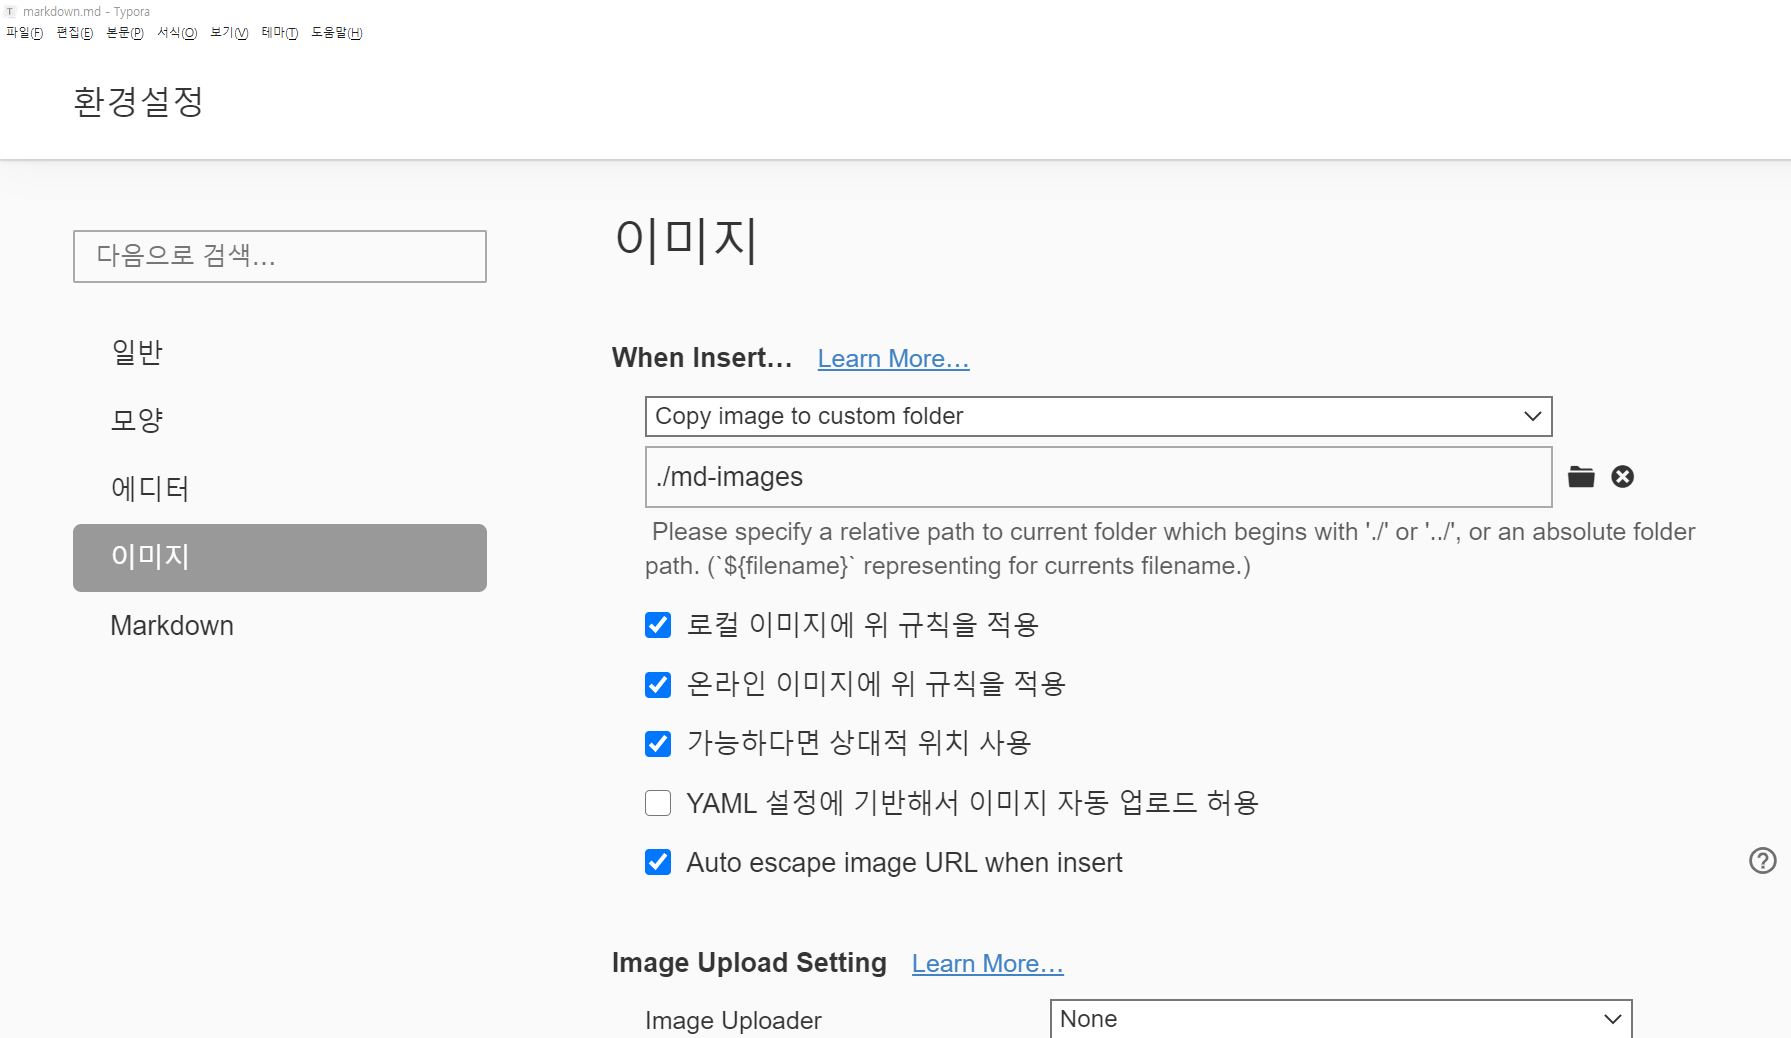 T markdown.md - Typora
파일(F) 편집(E) 본문(P) 서식(O) 보기(V) 테마(T) 도움말(H)
환경설정
다음으로 검색...
일반
모양
에디터
이미지
Markdown
이미지
When Insert... Learn More...
Copy image to custom folder
./md-images
Please specify a relative path to current folder which begins with './' or '../', or an absolute folder
path. (`${filename}` representing for currents filename.)
로컬 이미지에 위 규칙을 적용
온라인 이미지에 위 규칙을 적용
가능하다면 상대적 위치 사용
YAML 설정에 기반해서 이미지 자동 업로드 허용
Auto escape image URL when insert
?
Image Upload Setting Learn More...
Image Uploader None